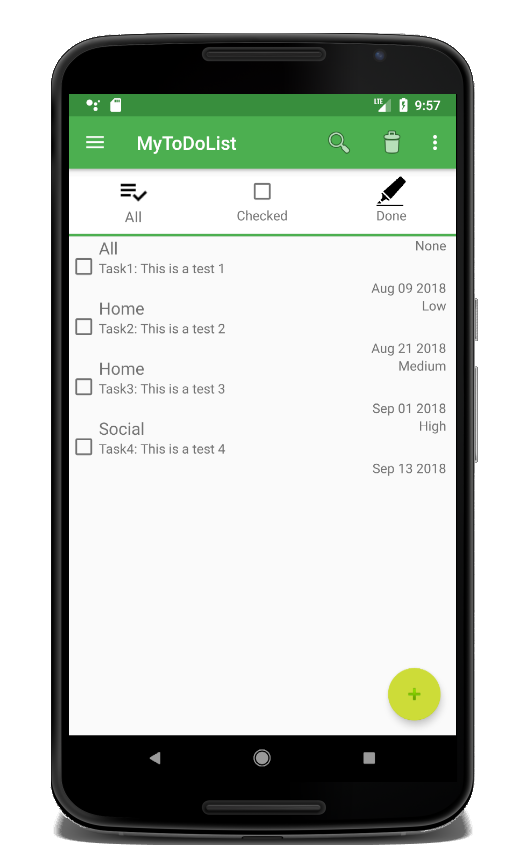 LTE 9:57
MyToDoList
All Checked Done
All None
Task1: This is a test 1
Aug 09 2018
Home Low
Task2: This is a test 2
Aug 21 2018
Home Medium
Task3: This is a test 3
Sep 01 2018
Social High
Task4: This is a test 4
Sep 13 2018
+